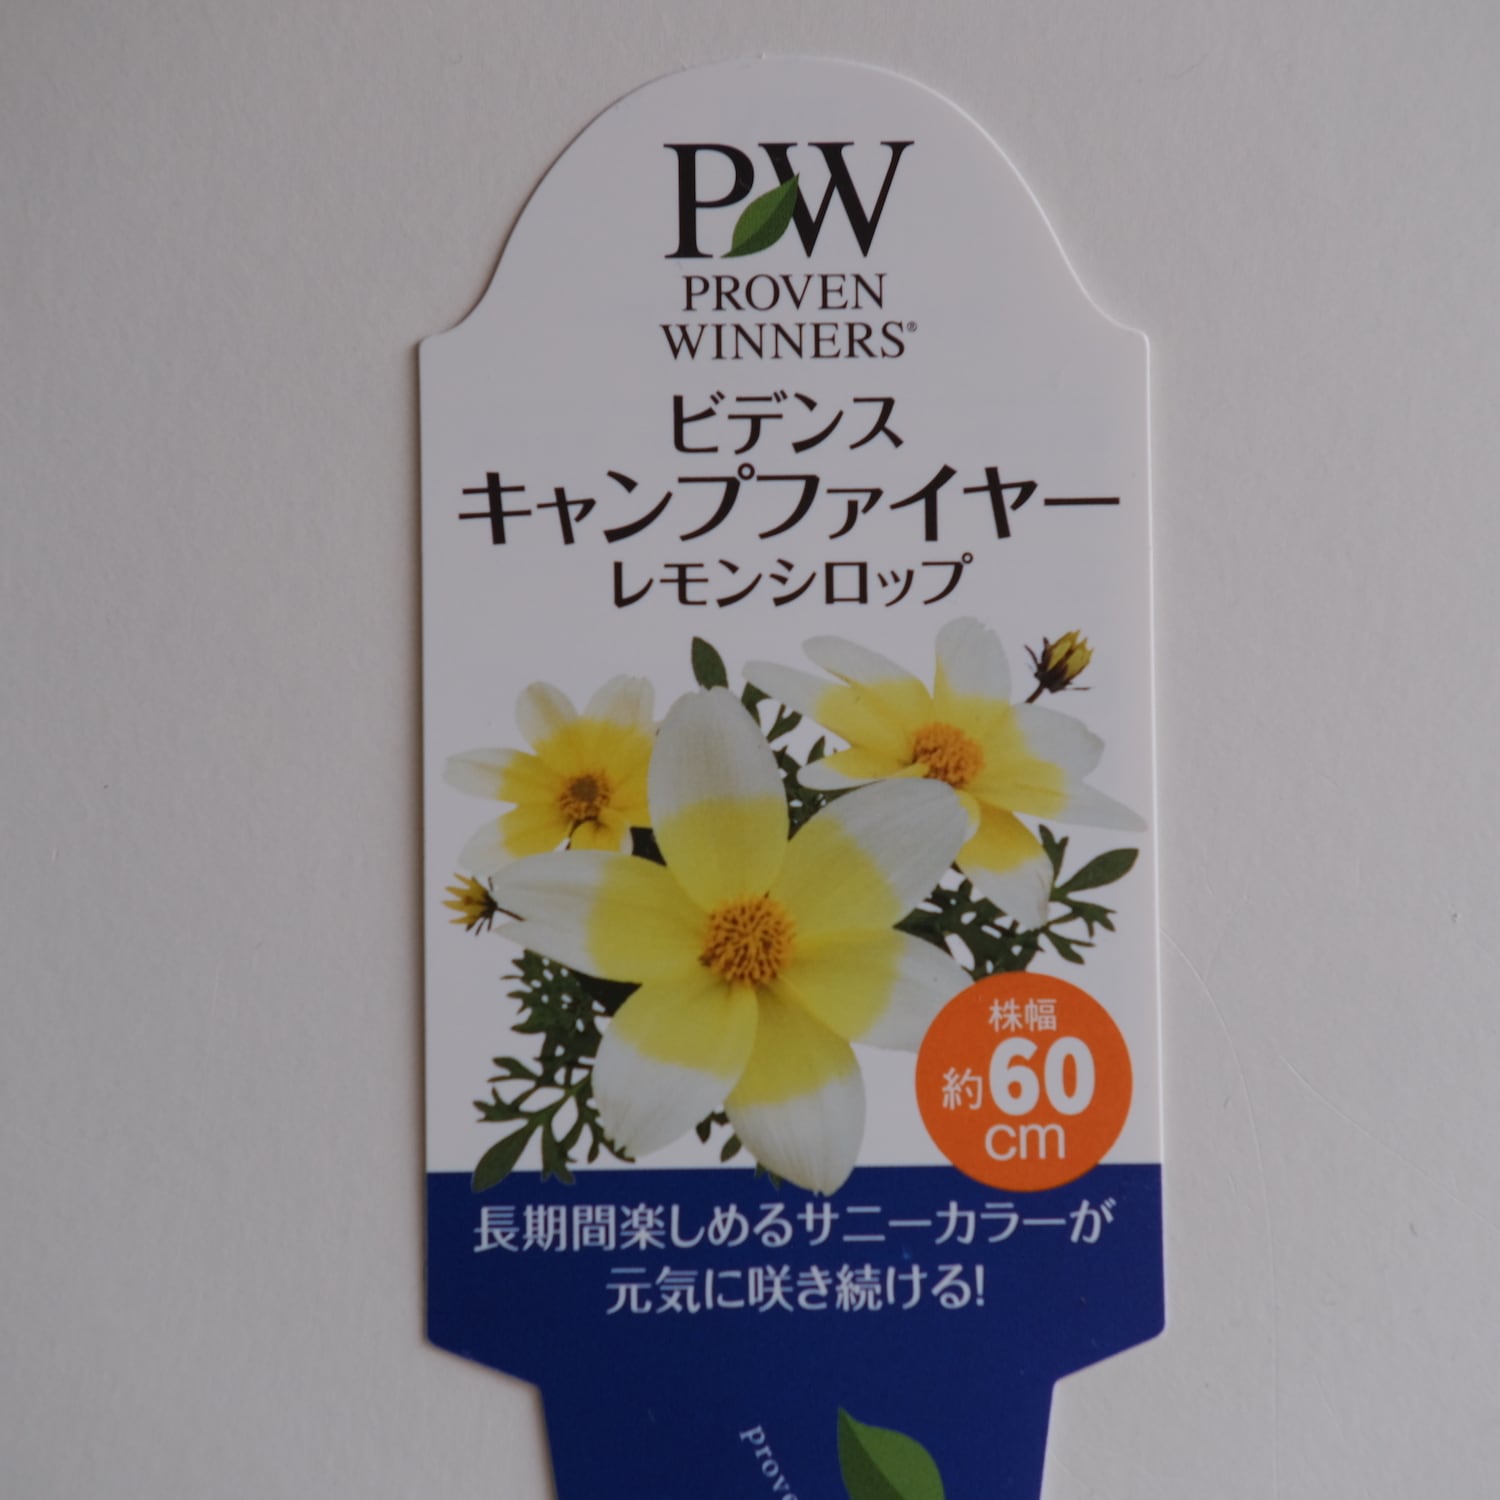 PW
PROVEN
WINNERS®
ビデンス
キャンプファイヤー
レモンシロップ
株幅
約60
cm
長期間楽しめるサニーカラーが
元気に咲き続ける!